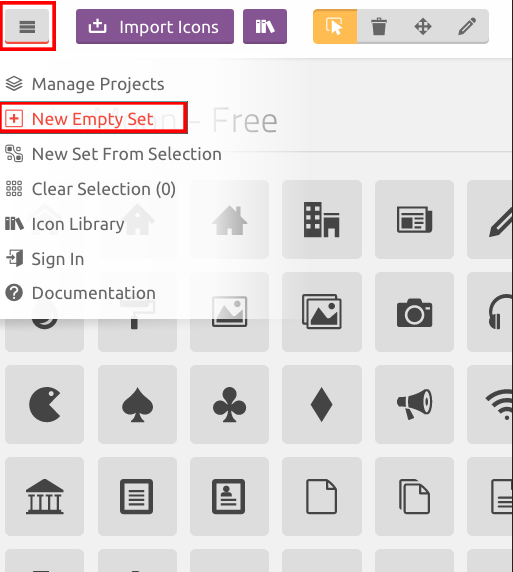 Import Icons
Manage Projects
New Empty Set
Free
New Set From Selection
Clear Selection (0)
Icon Library
Sign In
Documentation